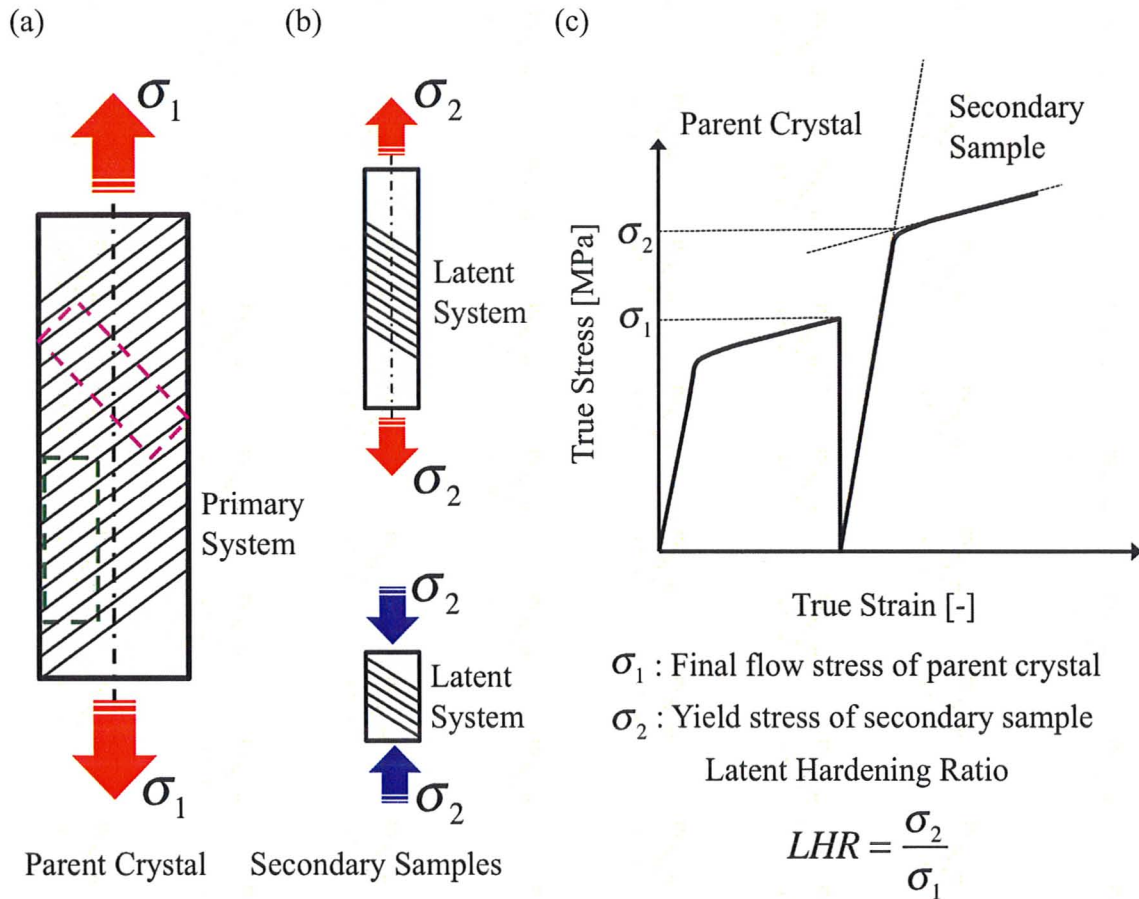 (a)
σ₁
Primary
System
σ₁
Parent Crystal
(b)
σ₂
Latent
System
σ₂
σ₂
Latent
System
σ₂
Secondary Samples
(c)
Parent Crystal
Secondary
Sample
True Stress [MPa]
σ₂
σ₁
True Strain [-]
σ₁ : Final flow stress of parent crystal
σ₂ : Yield stress of secondary sample
Latent Hardening Ratio
LHR = σ₂/σ₁